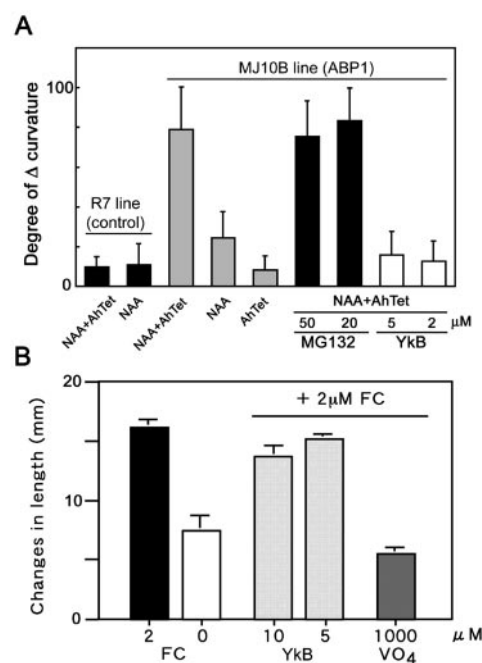 A
MJ10B line (ABP1)
100
Degree of Δ curvature
R7 line
(control)
0
NAA+AhTet
NAA
NAA+AhTet
NAA
AhTet
NAA+AhTet
50 20 5 2 μM
MG132 YkB
B
20
+ 2μM FC
Changes in length (mm)
10
0
2 0 10 5 1000 μM
FC YkB VO4